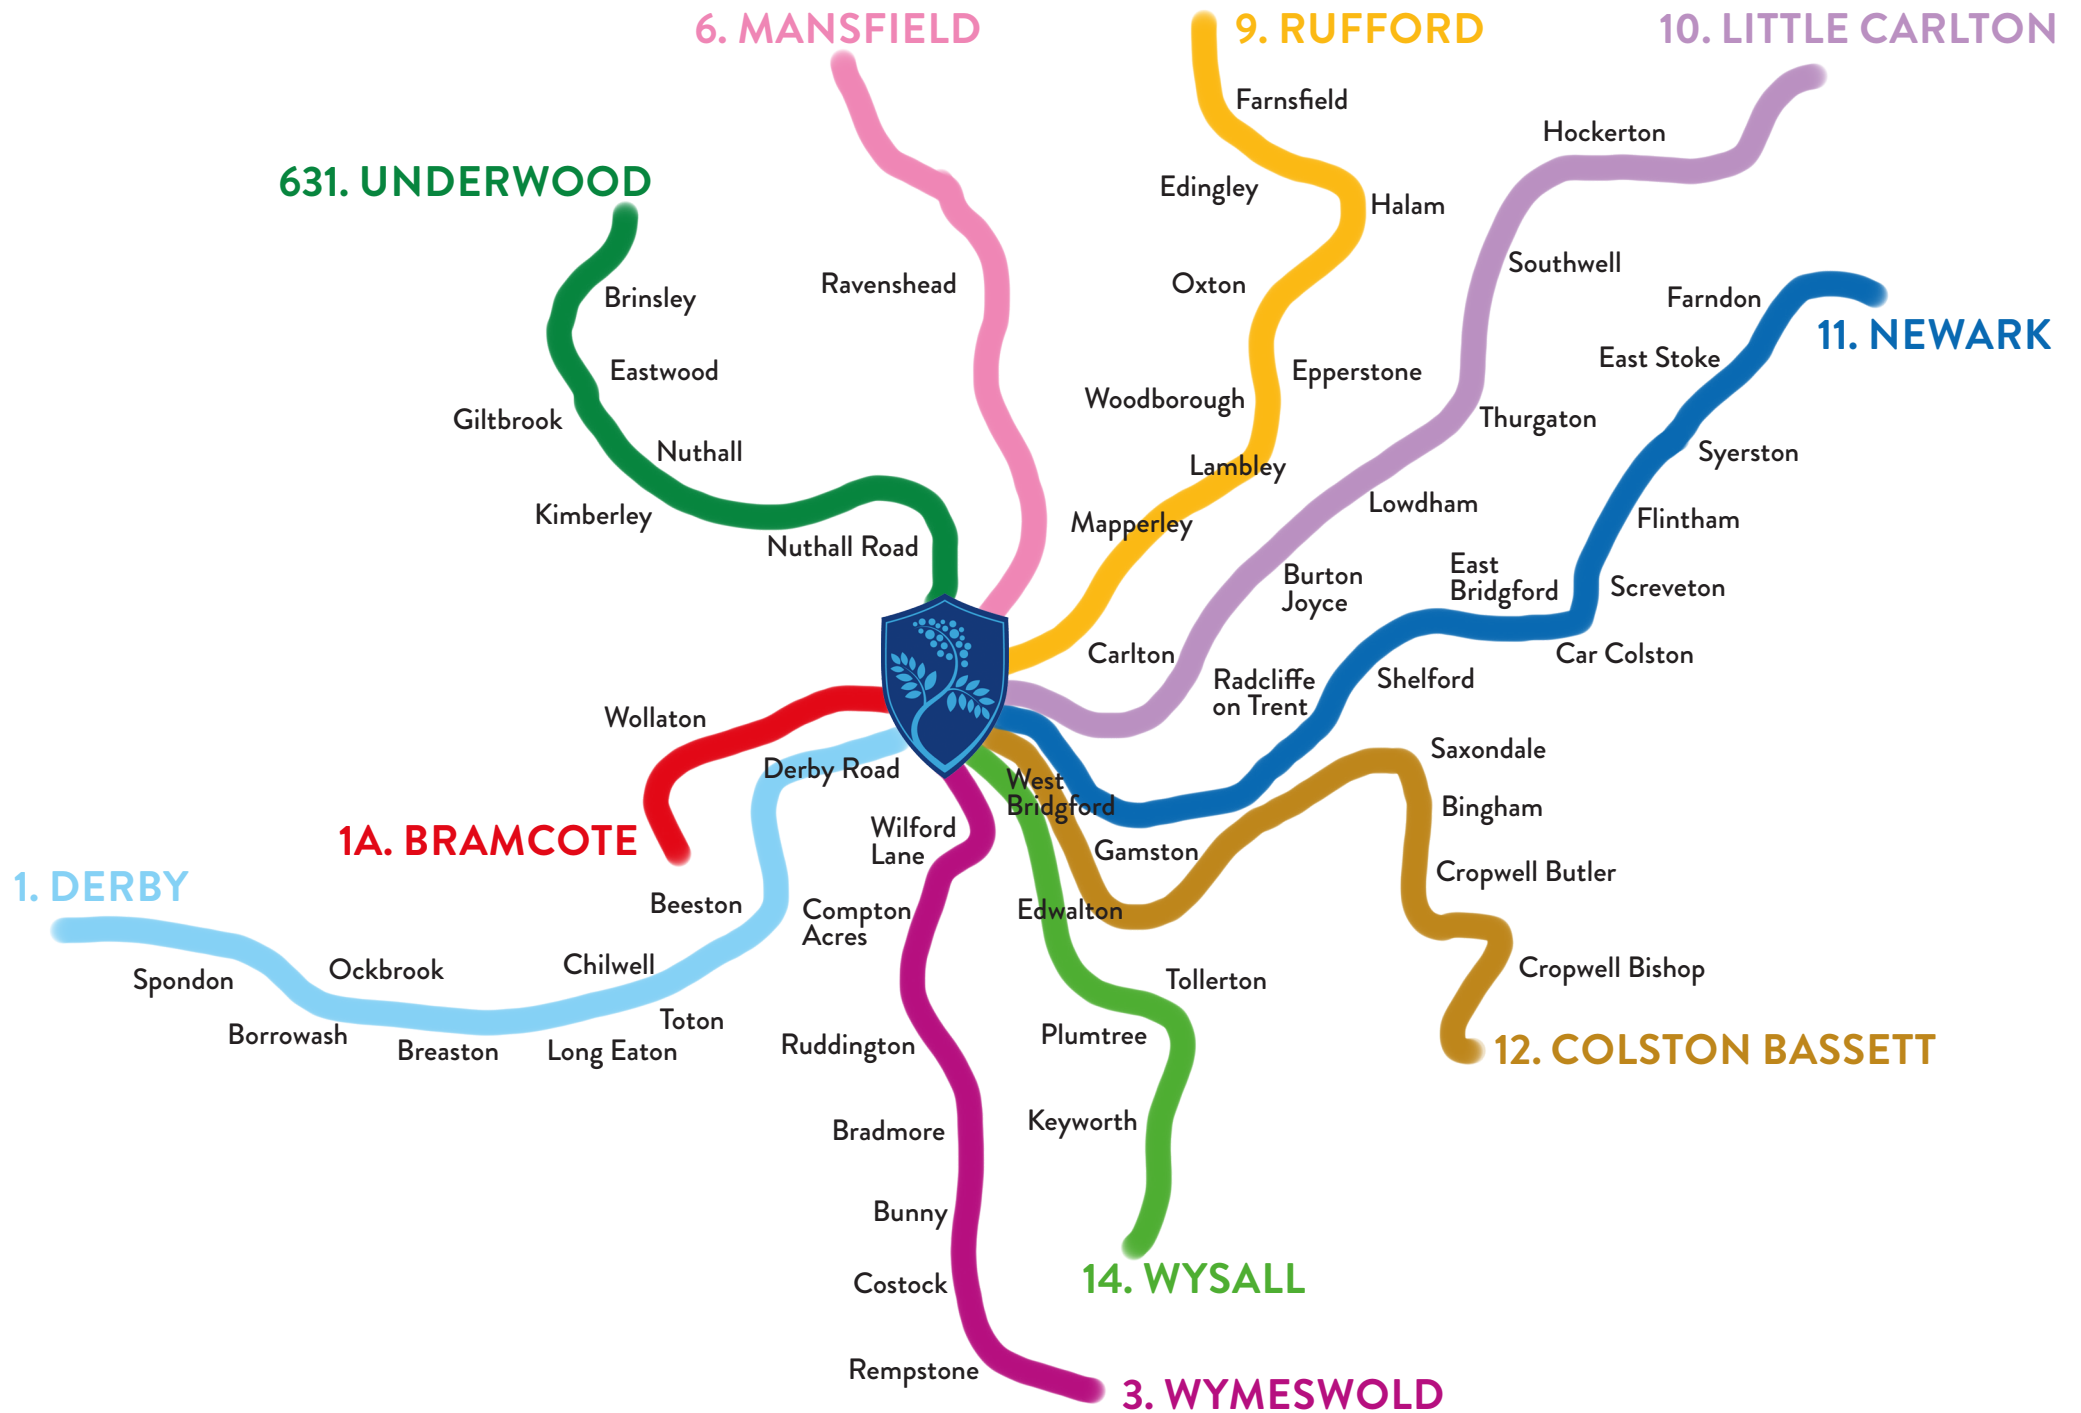 6. MANSFIELD
9. RUFFORD
10. LITTLE CARLTON
Farnsfield
Hockerton
631. UNDERWOOD
Edingley
Halam
Southwell
Brinsley
Ravenshead
Oxton
Farndon
11. NEWARK
East Stoke
Eastwood
Epperstone
Woodborough
Giltbrook
Thurgaton
Nuthall
Syerston
Lambley
Lowdham
Kimberley
Mapperley
Flintham
Nuthall Road
East
Bridgford
Burton
Joyce
Screveton
Carlton
Car Colston
Radcliffe
on Trent
Shelford
Wollaton
Saxondale
Derby Road
West
Bridgford
Bingham
Wilford
Lane
1A. BRAMCOTE
Gamston
Cropwell Butler
1. DERBY
Beeston
Compton
Acres
Edwalton
Spondon
Ockbrook
Chilwell
Tollerton
Cropwell Bishop
Toton
Borrowash
Breaston
Long Eaton
Ruddington
Plumtree
12. COLSTON BASSETT
Bradmore
Keyworth
Bunny
Costock
14. WYSALL
Rempstone
3. WYMESWOLD